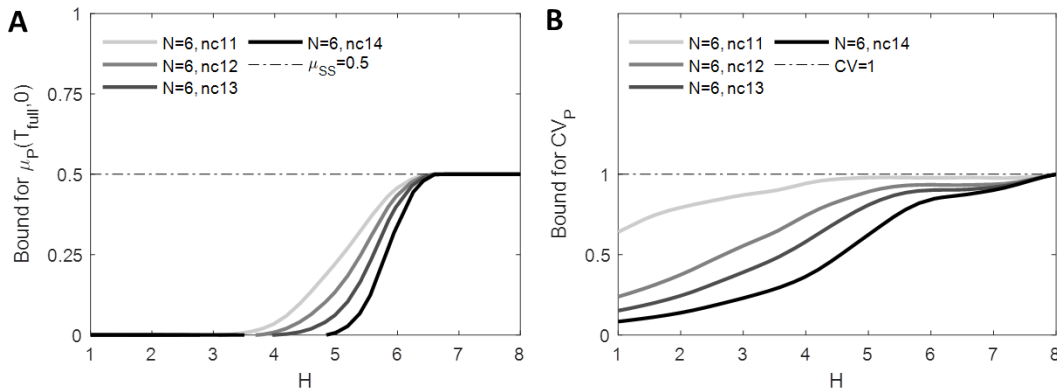 A
Bound for μP(Tfull,0)
1
0.75
0.5
0.25
0
N=6, nc11
N=6, nc12
N=6, nc13
N=6, nc14
μSS=0.5
1 2 3 4 5 6 7 8
H
B
Bound for CVP
1
0.5
0
N=6, nc11
N=6, nc12
N=6, nc13
N=6, nc14
CV=1
1 2 3 4 5 6 7 8
H